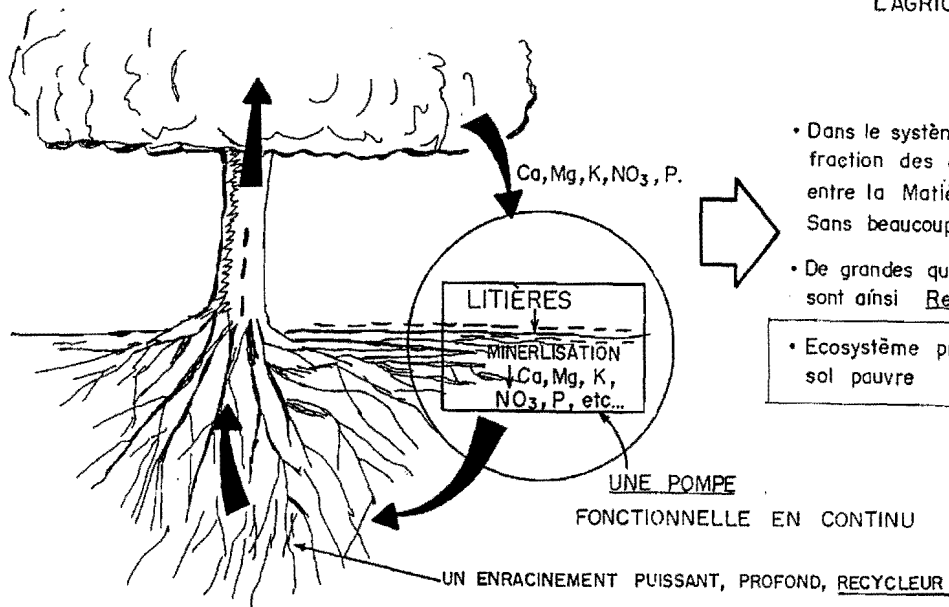 L'AGRIC
Ca, Mg, K, NO₃, P.
• Dans le systèm
fraction des
entre la Matiè
Sans beaucoup
• De grandes qu
sont aínsi Re
• Ecosystème pr
sol pauvre
LITIÈRES
MINERLISATION
Ca, Mg, K,
NO₃, P, etc...
UNE POMPE
FONCTIONNELLE EN CONTINU
UN ENRACINEMENT PUISSANT, PROFOND, RECYCLEUR